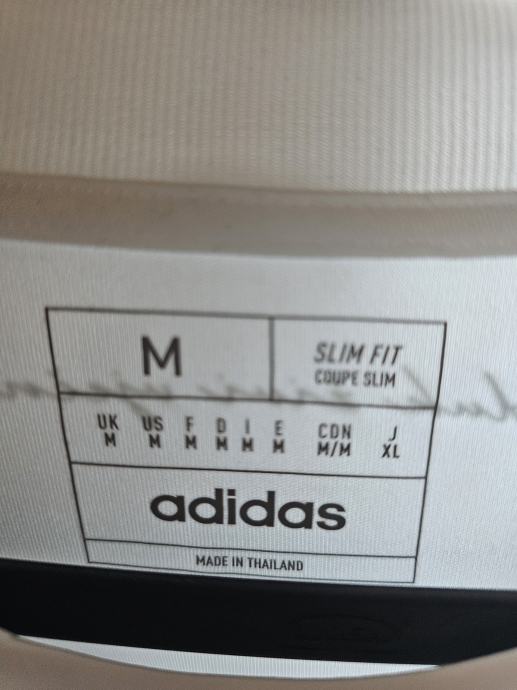 M
SLIM FIT
COUPE SLIM
UK US F D I E CDN J
M M M M M M M/M XL
adidas
MADE IN THAILAND